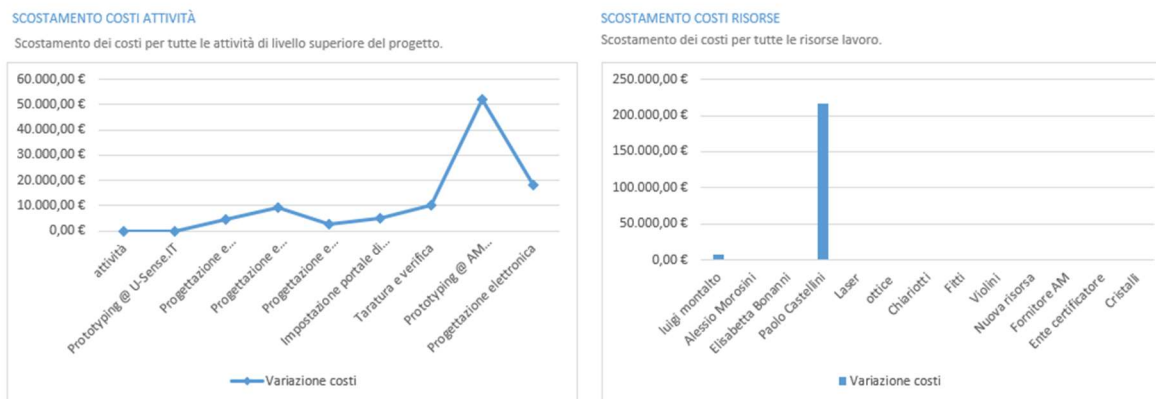 SCOSTAMENTO COSTI ATTIVITÀ
Scostamento dei costi per tutte le attività di livello superiore del progetto.
60.000,00 €
50.000,00 €
40.000,00 €
30.000,00 €
20.000,00 €
10.000,00 €
0,00 €
attività
Prototyping @ U-Sense.IT
Progettazione e...
Progettazione e...
Progettazione e...
Impostazione portale di...
Taratura e verifica
Prototyping @ AM...
Progettazione elettronica
Variazione costi
SCOSTAMENTO COSTI RISORSE
Scostamento dei costi per tutte le risorse lavoro.
250.000,00 €
200.000,00 €
150.000,00 €
100.000,00 €
50.000,00 €
0,00 €
luigi montalto
Alessio Morosini
Elisabetta Bonanni
Paolo Castellini
Laser
ottice
Chiariotti
Fitti
Violini
Nuova risorsa
Fornitore AM
Ente certificatore
Cristalli
Variazione costi